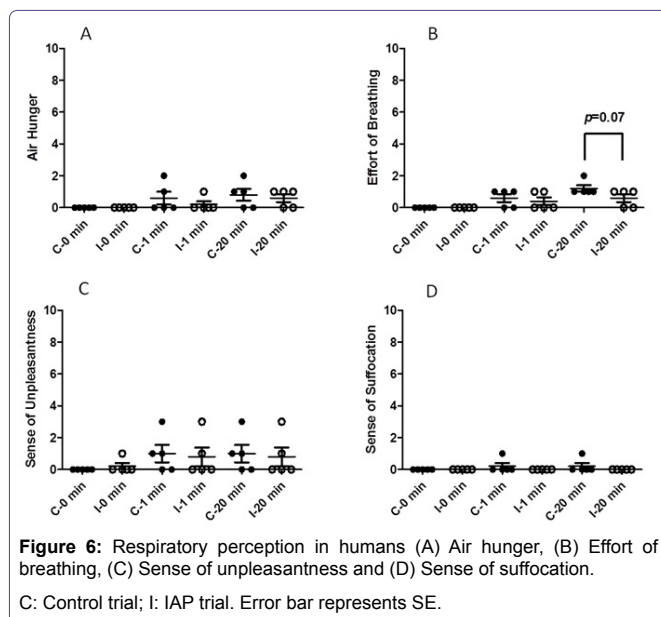 A
10
8
6
4
2
0
Air Hunger
C-0 min
I-0 min
C-1 min
I-1 min
C-20 min
I-20 min
B
10
8
6
4
2
0
Effort of Breathing
p=0.07
C-0 min
I-0 min
C-1 min
I-1 min
C-20 min
I-20 min
C
10
8
6
4
2
0
Sense of Unpleasantness
C-0 min
I-0 min
C-1 min
I-1 min
C-20 min
I-20 min
D
10
8
6
4
2
0
Sense of Suffocation
C-0 min
I-0 min
C-1 min
I-1 min
C-20 min
I-20 min
Figure 6: Respiratory perception in humans (A) Air hunger, (B) Effort of
breathing, (C) Sense of unpleasantness and (D) Sense of suffocation.
C: Control trial; I: IAP trial. Error bar represents SE.